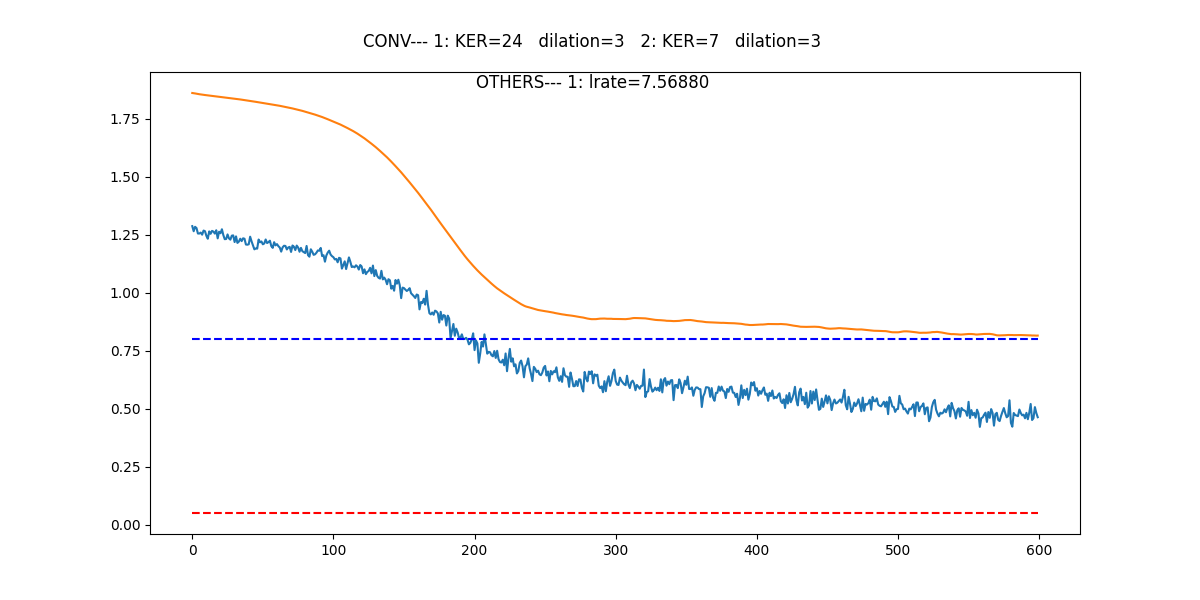 CONV--- 1: KER=24   dilation=3   2: KER=7   dilation=3
OTHERS--- 1: lrate=7.56880
1.75
1.50
1.25
1.00
0.75
0.50
0.25
0.00
0 100 200 300 400 500 600